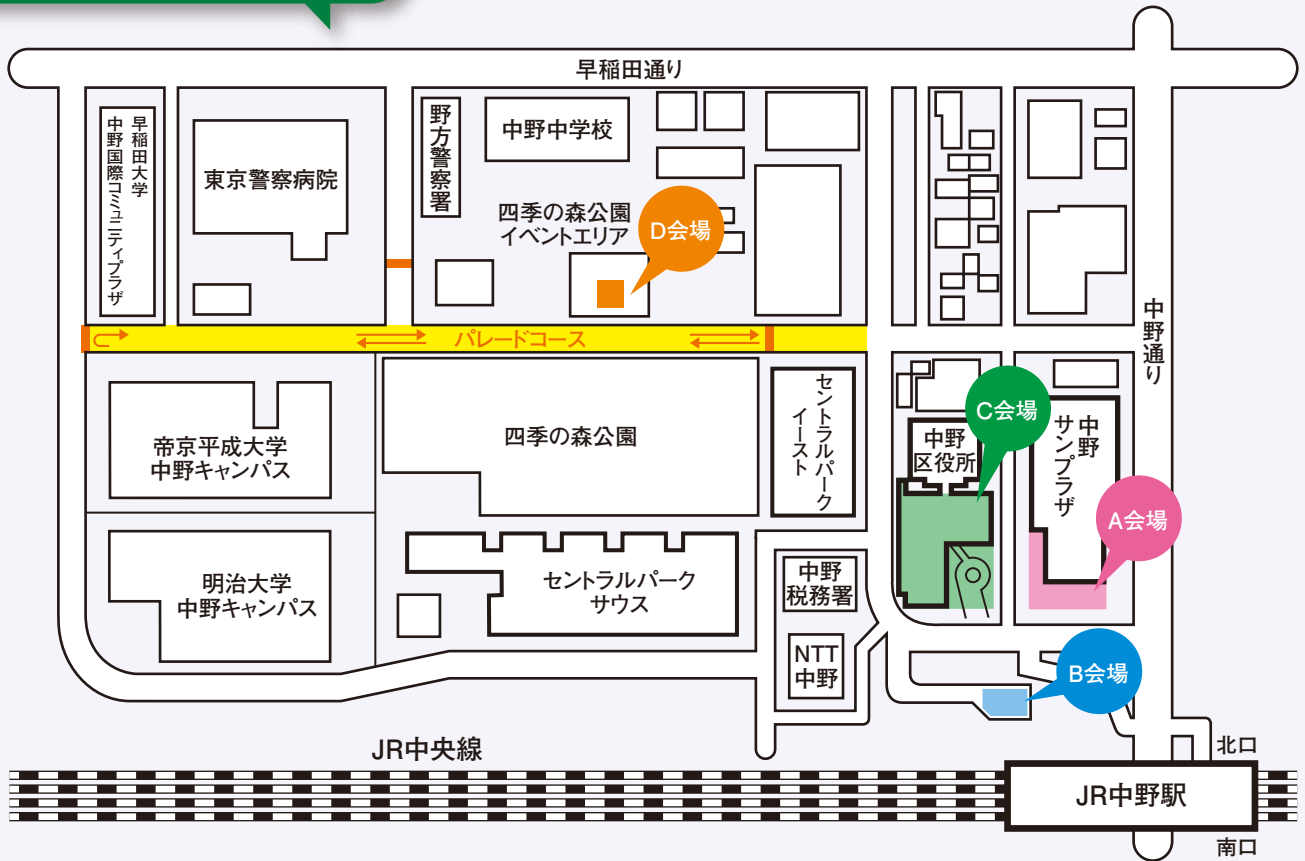 早稲田通り
早稲田大学
中野国際コミュニティプラザ
東京警察病院
野方警察署
中野中学校
四季の森公園
イベントエリア
D会場
中野通り
パレードコース
帝京平成大学
中野キャンパス
四季の森公園
セントラルパーク
イースト
C会場
中野
区役所
中野
サンプラザ
A会場
明治大学
中野キャンパス
セントラルパーク
サウス
中野
税務署
NTT
中野
B会場
JR中央線
北口
JR中野駅
南口